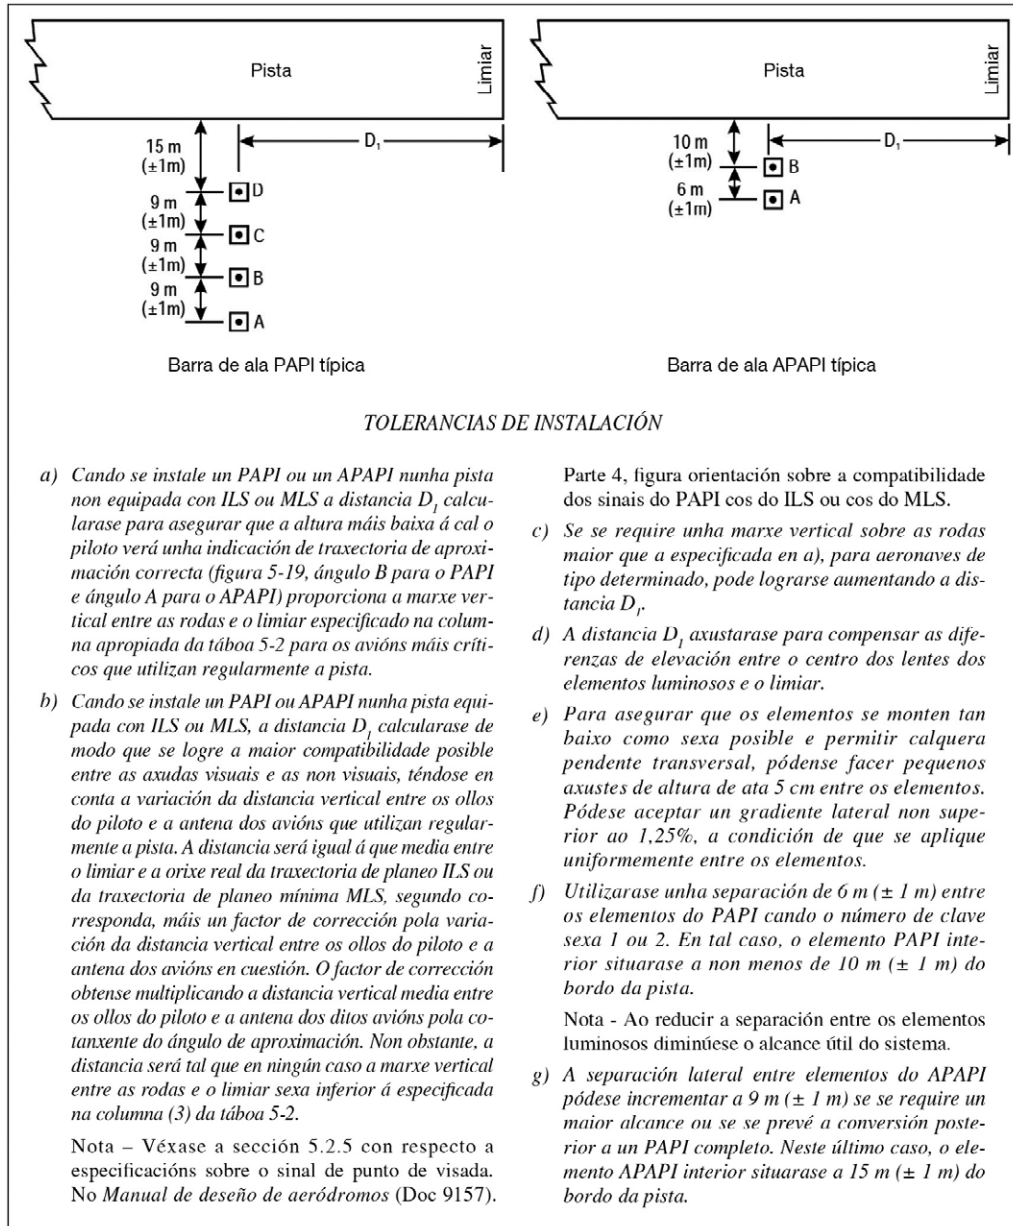 Pista
Limiar
15 m
(±1m)
D1
D
9 m
(±1m)
C
9 m
(±1m)
B
9 m
(±1m)
A
Barra de ala PAPI típica
Pista
Limiar
10 m
(±1m)
D1
B
6 m
(±1m)
A
Barra de ala APAPI típica
TOLERANCIAS DE INSTALACIÓN
a) Cando se instale un PAPI ou un APAPI nunha pista
non equipada con ILS ou MLS a distancia D1 calcu-
larase para asegurar que a altura máis baixa á cal o
piloto verá unha indicación de traxectoria de aproxi-
mación correcta (figura 5-19, ángulo B para o PAPI
e ángulo A para o APAPI) proporciona a marxe ver-
tical entre as rodas e o limiar especificado na colum-
na apropiada da táboa 5-2 para os avións máis críti-
cos que utilizan regularmente a pista.
b) Cando se instale un PAPI ou APAPI nunha pista equi-
pada con ILS ou MLS, a distancia D1 calcularase de
modo que se logre a maior compatibilidade posible
entre as axudas visuais e as non visuais, téndose en
conta a variación da distancia vertical entre os ollos
do piloto e a antena dos avións que utilizan regular-
mente a pista. A distancia será igual á que media entre
o limiar e a orixe real da traxectoria de planeo ILS ou
da traxectoria de planeo mínima MLS, segundo co-
rresponda, máis un factor de corrección pola varia-
ción da distancia vertical entre os ollos do piloto e a
antena dos avións en cuestión. O factor de corrección
obtense multiplicando a distancia vertical media entre
os ollos do piloto e a antena dos ditos avións pola co-
tanxente do ángulo de aproximación. Non obstante, a
distancia será tal que en ningún caso a marxe vertical
entre as rodas e o limiar sexa inferior á especificada
na columna (3) da táboa 5-2.
Nota – Véxase a sección 5.2.5 con respecto a
especificacións sobre o sinal de punto de visada.
No Manual de deseño de aeródromos (Doc 9157).
Parte 4, figura orientación sobre a compatibilidade
dos sinais do PAPI cos do ILS ou cos do MLS.
c) Se se require unha marxe vertical sobre as rodas
maior que a especificada en a), para aeronaves de
tipo determinado, pode lograrse aumentando a dis-
tancia D1.
d) A distancia D1 axustarase para compensar as dife-
renzas de elevación entre o centro dos lentes dos
elementos luminosos e o limiar.
e) Para asegurar que os elementos se monten tan
baixo como sexa posible e permitir calquera
pendente transversal, pódense facer pequenos
axustes de altura de ata 5 cm entre os elementos.
Pódese aceptar un gradiente lateral non supe-
rior ao 1,25%, a condición de que se aplique
uniformemente entre os elementos.
f) Utilizarase unha separación de 6 m (± 1 m) entre
os elementos do PAPI cando o número de clave
sexa 1 ou 2. En tal caso, o elemento PAPI inte-
rior situarase a non menos de 10 m (± 1 m) do
bordo da pista.
Nota - Ao reducir a separación entre os elementos
luminosos diminúese o alcance útil do sistema.
g) A separación lateral entre elementos do APAPI
pódese incrementar a 9 m (± 1 m) se se require un
maior alcance ou se se prevé a conversión poste-
rior a un PAPI completo. Neste último caso, o ele-
mento APAPI interior situarase a 15 m (± 1 m) do
bordo da pista.